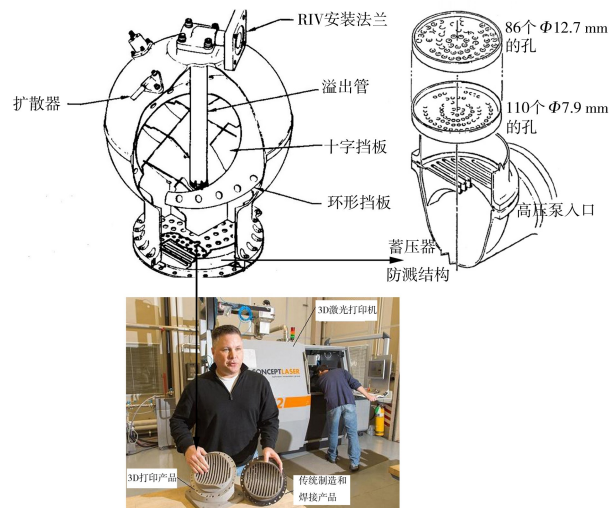 RIV安装法兰
扩散器
溢出管
十字挡板
环形挡板
86个Φ12.7 mm
的孔
110个Φ7.9 mm
的孔
高压泵入口
蓄压器
防溅结构
3D激光打印机
CONCEPTLASER
2
3D打印产品
传统制造和
焊接产品